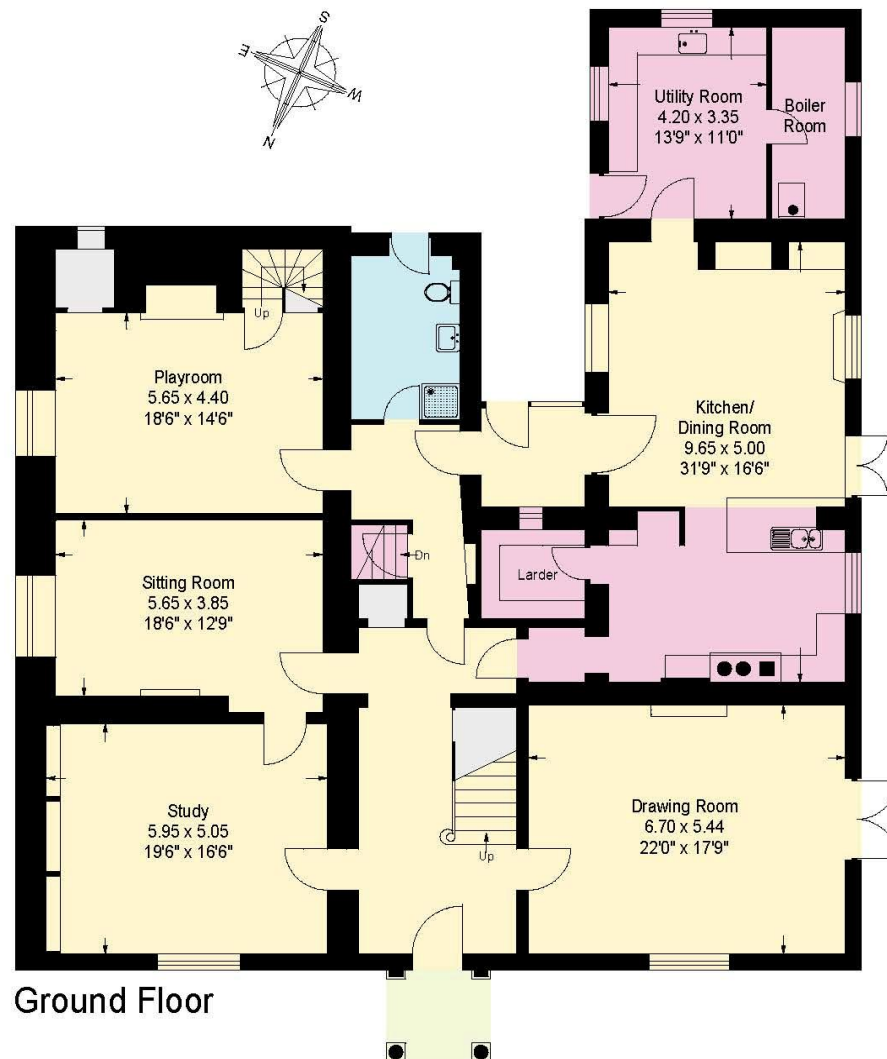 S
E
W
N
Utility Room
4.20 x 3.35
13'9" x 11'0"
Boiler
Room
Up
Playroom
5.65 x 4.40
18'6" x 14'6"
Kitchen/
Dining Room
9.65 x 5.00
31'9" x 16'6"
Dn
Larder
Sitting Room
5.65 x 3.85
18'6" x 12'9"
Study
5.95 x 5.05
19'6" x 16'6"
Up
Drawing Room
6.70 x 5.44
22'0" x 17'9"
Ground Floor